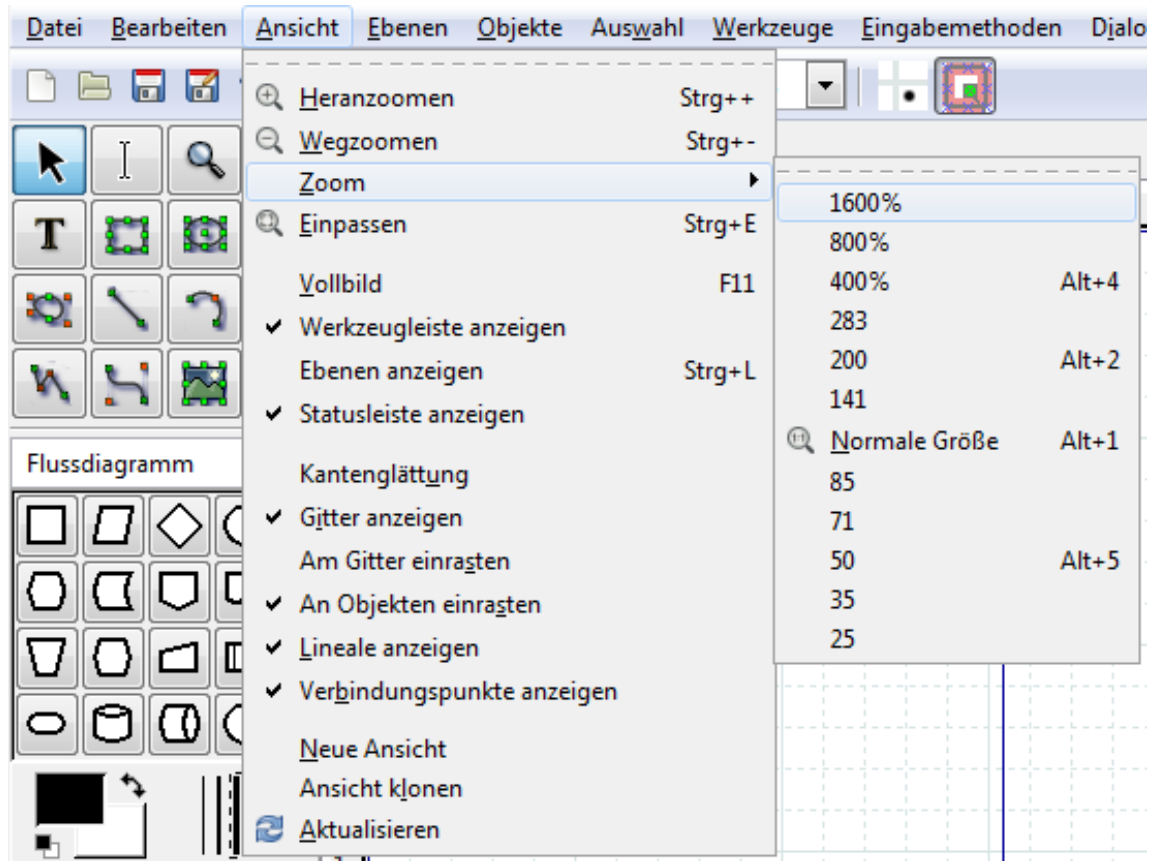 Datei Bearbeiten Ansicht Ebenen Objekte Auswahl Werkzeuge Eingabemethoden Dialo
Heranzoomen Strg++
Wegzoomen Strg+-
Zoom
Einpassen Strg+E
Vollbild F11
Werkzeugleiste anzeigen
Ebenen anzeigen Strg+L
Statusleiste anzeigen
Kantenglättung
Gitter anzeigen
Am Gitter einrasten
An Objekten einrasten
Lineale anzeigen
Verbindungspunkte anzeigen
Neue Ansicht
Ansicht klonen
Aktualisieren
1600%
800%
400% Alt+4
283
200 Alt+2
141
Normale Größe Alt+1
85
71
50 Alt+5
35
25
T
Flussdiagramm